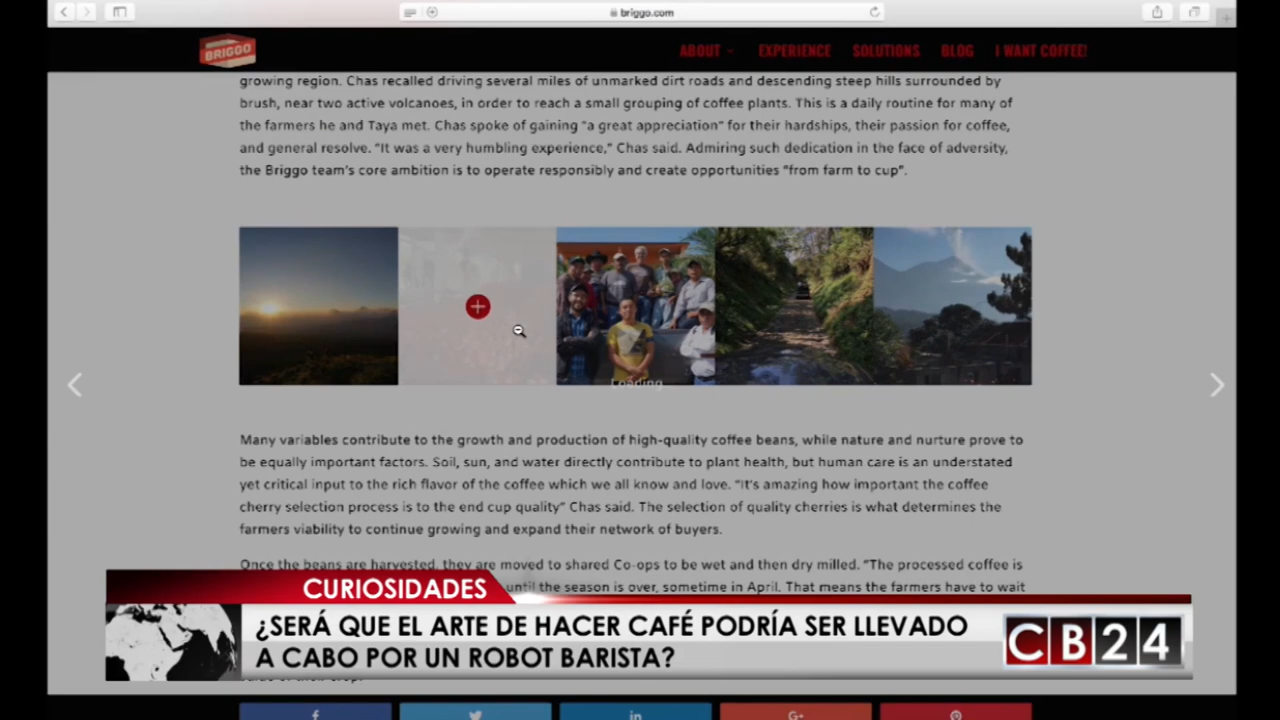 briggo.com
BRIGGO
ABOUT
EXPERIENCE
SOLUTIONS
BLOG
I WANT COFFEE!
growing region. Chas recalled driving several miles of unmarked dirt roads and descending steep hills surrounded by
brush, near two active volcanoes, in order to reach a small grouping of coffee plants. This is a daily routine for many of
the farmers he and Taya met. Chas spoke of gaining "a great appreciation" for their hardships, their passion for coffee,
and general resolve. "It was a very humbling experience," Chas said. Admiring such dedication in the face of adversity,
the Briggo team's core ambition is to operate responsibly and create opportunities "from farm to cup".
Loading
Many variables contribute to the growth and production of high-quality coffee beans, while nature and nurture prove to
be equally important factors. Soil, sun, and water directly contribute to plant health, but human care is an understated
yet critical input to the rich flavor of the coffee which we all know and love. "It's amazing how important the coffee
cherry selection process is to the end cup quality" Chas said. The selection of quality cherries is what determines the
farmers viability to continue growing and expand their network of buyers.
Once the beans are harvested, they are moved to shared Co-ops to be wet and then dry milled. "The processed coffee is
until the season is over, sometime in April. That means the farmers have to wait
CURIOSIDADES
¿SERÁ QUE EL ARTE DE HACER CAFÉ PODRÍA SER LLEVADO
A CABO POR UN ROBOT BARISTA?
CB24
f
in
G+